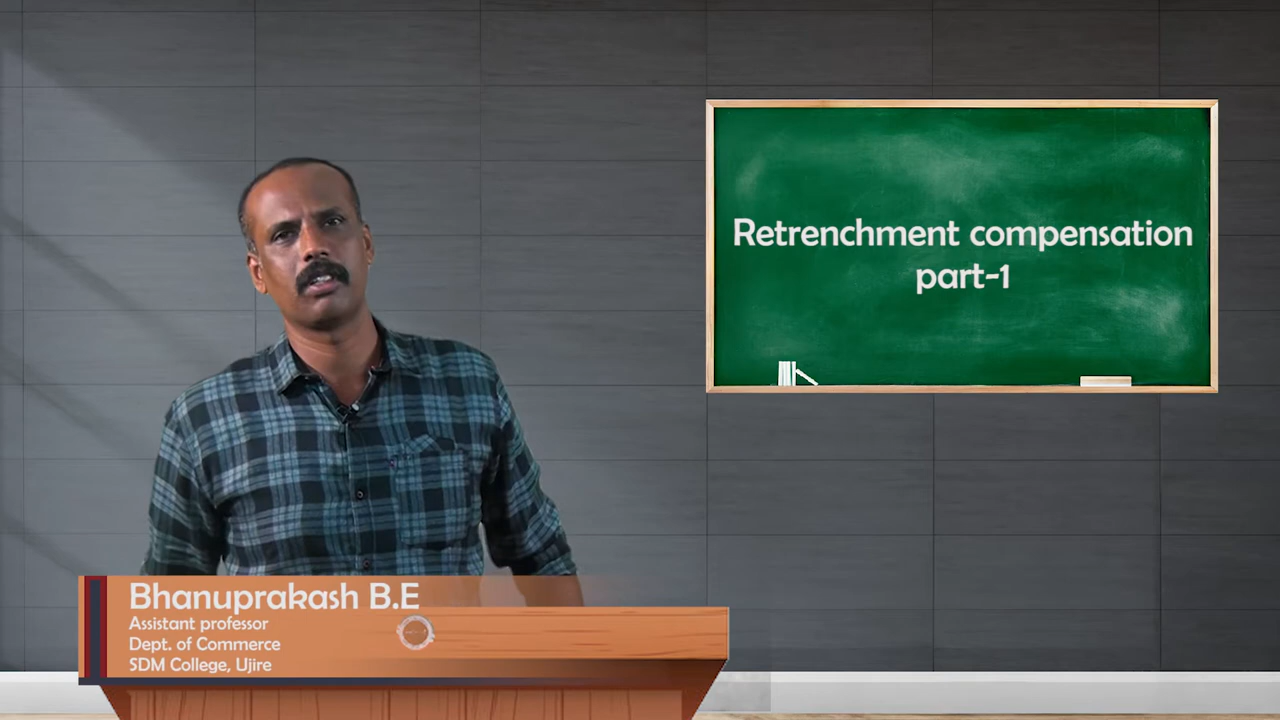 Retrenchment compensation
part-1
Bhanuprakash B.E
Assistant professor
Dept. of Commerce
SDM College, Ujire